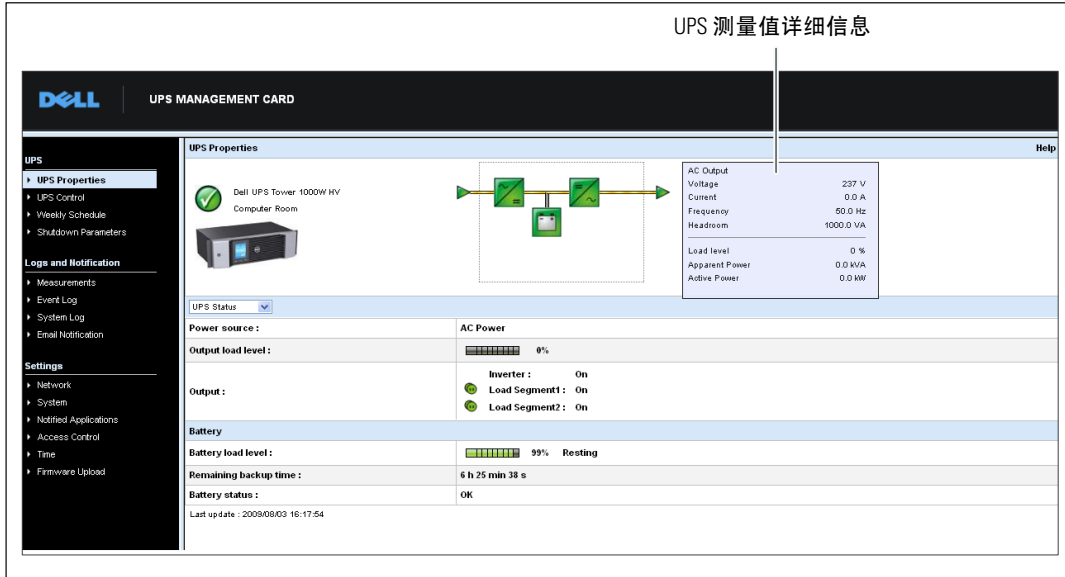 UPS 测量值详细信息
DELL
UPS MANAGEMENT CARD
UPS
UPS Properties
UPS Control
Weekly Schedule
Shutdown Parameters
Logs and Notification
Measurements
Event Log
System Log
Email Notification
Settings
Network
System
Notified Applications
Access Control
Time
Firmware Upload
UPS Properties Help
Dell UPS Tower 1000W HV
Computer Room
AC Output
Voltage 237 V
Current 0.0 A
Frequency 50.0 Hz
Headroom 1000.0 VA
Load level 0 %
Apparent Power 0.0 kVA
Active Power 0.0 kW
UPS Status
Power source : AC Power
Output load level : 0%
Output :
Inverter : On
Load Segment1 : On
Load Segment2 : On
Battery
Battery load level : 99% Resting
Remaining backup time : 6 h 25 min 38 s
Battery status : OK
Last update : 2009/08/03 16:17:54